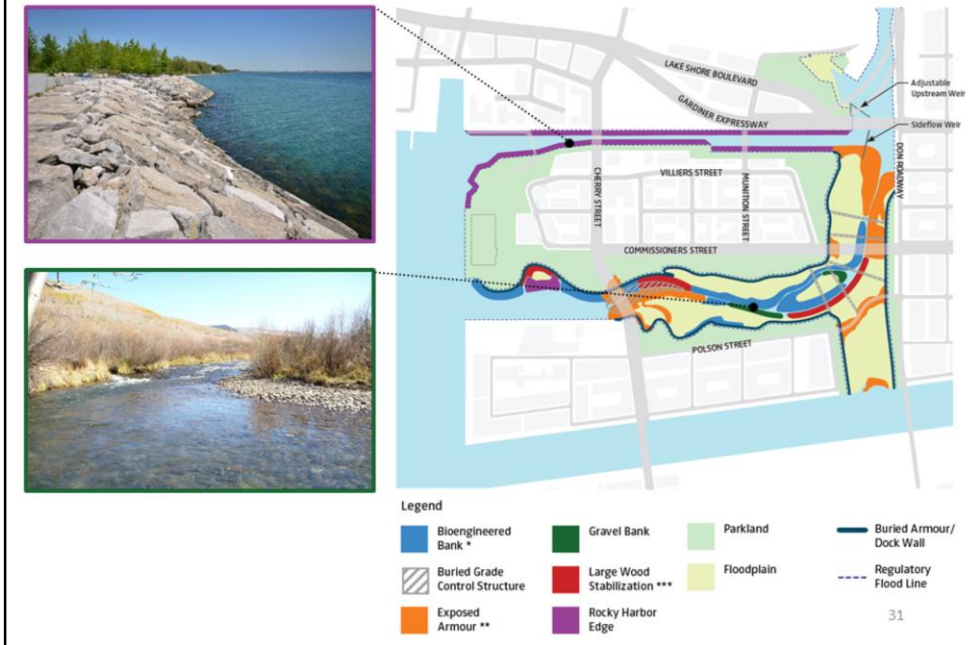 LAKE SHORE BOULEVARD
GARDINER EXPRESSWAY
Adjustable
Upstream Weir
Sideflow Weir
DON ROADWAY
VILLIERS STREET
CHERRY STREET
MUNITION STREET
COMMISSIONERS STREET
POLSON STREET
Legend
Bioengineered
Bank *
Buried Grade
Control Structure
Exposed
Armour **
Gravel Bank
Large Wood
Stabilization ***
Rocky Harbor
Edge
Parkland
Floodplain
Buried Armour/
Dock Wall
Regulatory
Flood Line
31